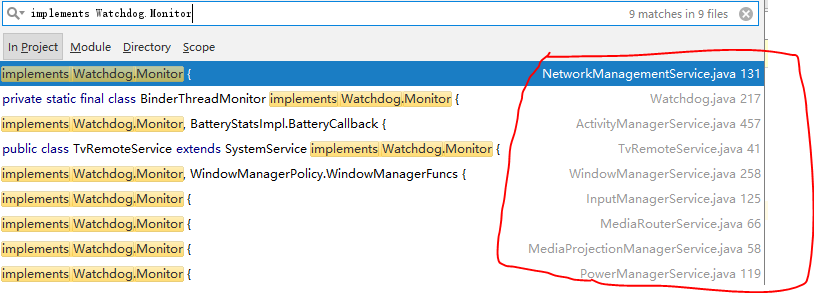 implements Watchdog.Monitor 9 matches in 9 files
In Project Module Directory Scope
implements Watchdog.Monitor { NetworkManagementService.java 131
private static final class BinderThreadMonitor implements Watchdog.Monitor { Watchdog.java 217
implements Watchdog.Monitor, BatteryStatsImpl.BatteryCallback { ActivityManagerService.java 457
public class TvRemoteService extends SystemService implements Watchdog.Monitor { TvRemoteService.java 41
implements Watchdog.Monitor, WindowManagerPolicy.WindowManagerFuncs { WindowManagerService.java 258
implements Watchdog.Monitor { InputManagerService.java 125
implements Watchdog.Monitor { MediaRouterService.java 66
implements Watchdog.Monitor { MediaProjectionManagerService.java 58
implements Watchdog.Monitor { PowerManagerService.java 119